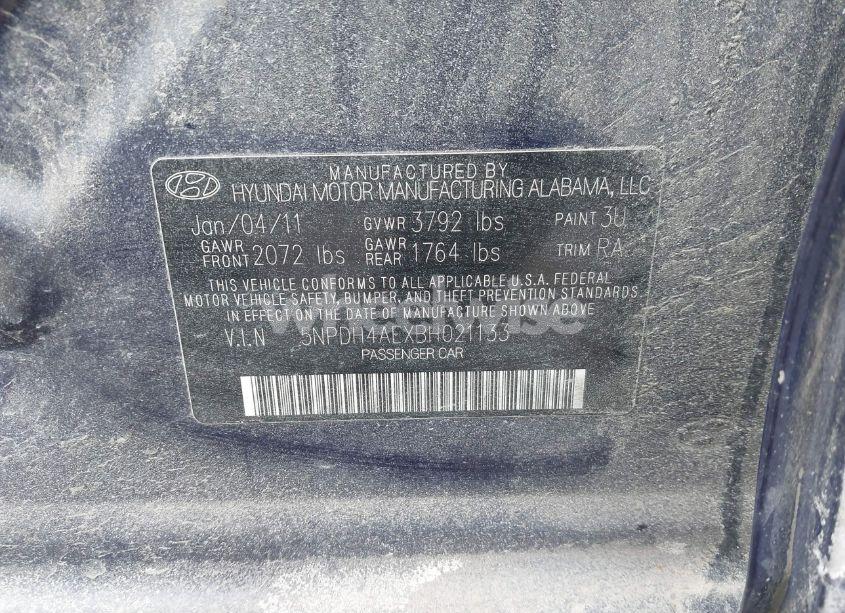 MANUFACTURED BY
HYUNDAI MOTOR MANUFACTURING ALABAMA, LLC
Jan/04/11 GVWR 3792 lbs PAINT 3U
GAWR FRONT 2072 lbs GAWR REAR 1764 lbs TRIM RA
THIS VEHICLE CONFORMS TO ALL APPLICABLE U.S.A. FEDERAL
MOTOR VEHICLE SAFETY, BUMPER, AND THEFT PREVENTION STANDARDS
IN EFFECT ON THE DATE OF MANUFACTURE SHOWN ABOVE.
V.I.N 5NPDH4AEXBH021133
PASSENGER CAR